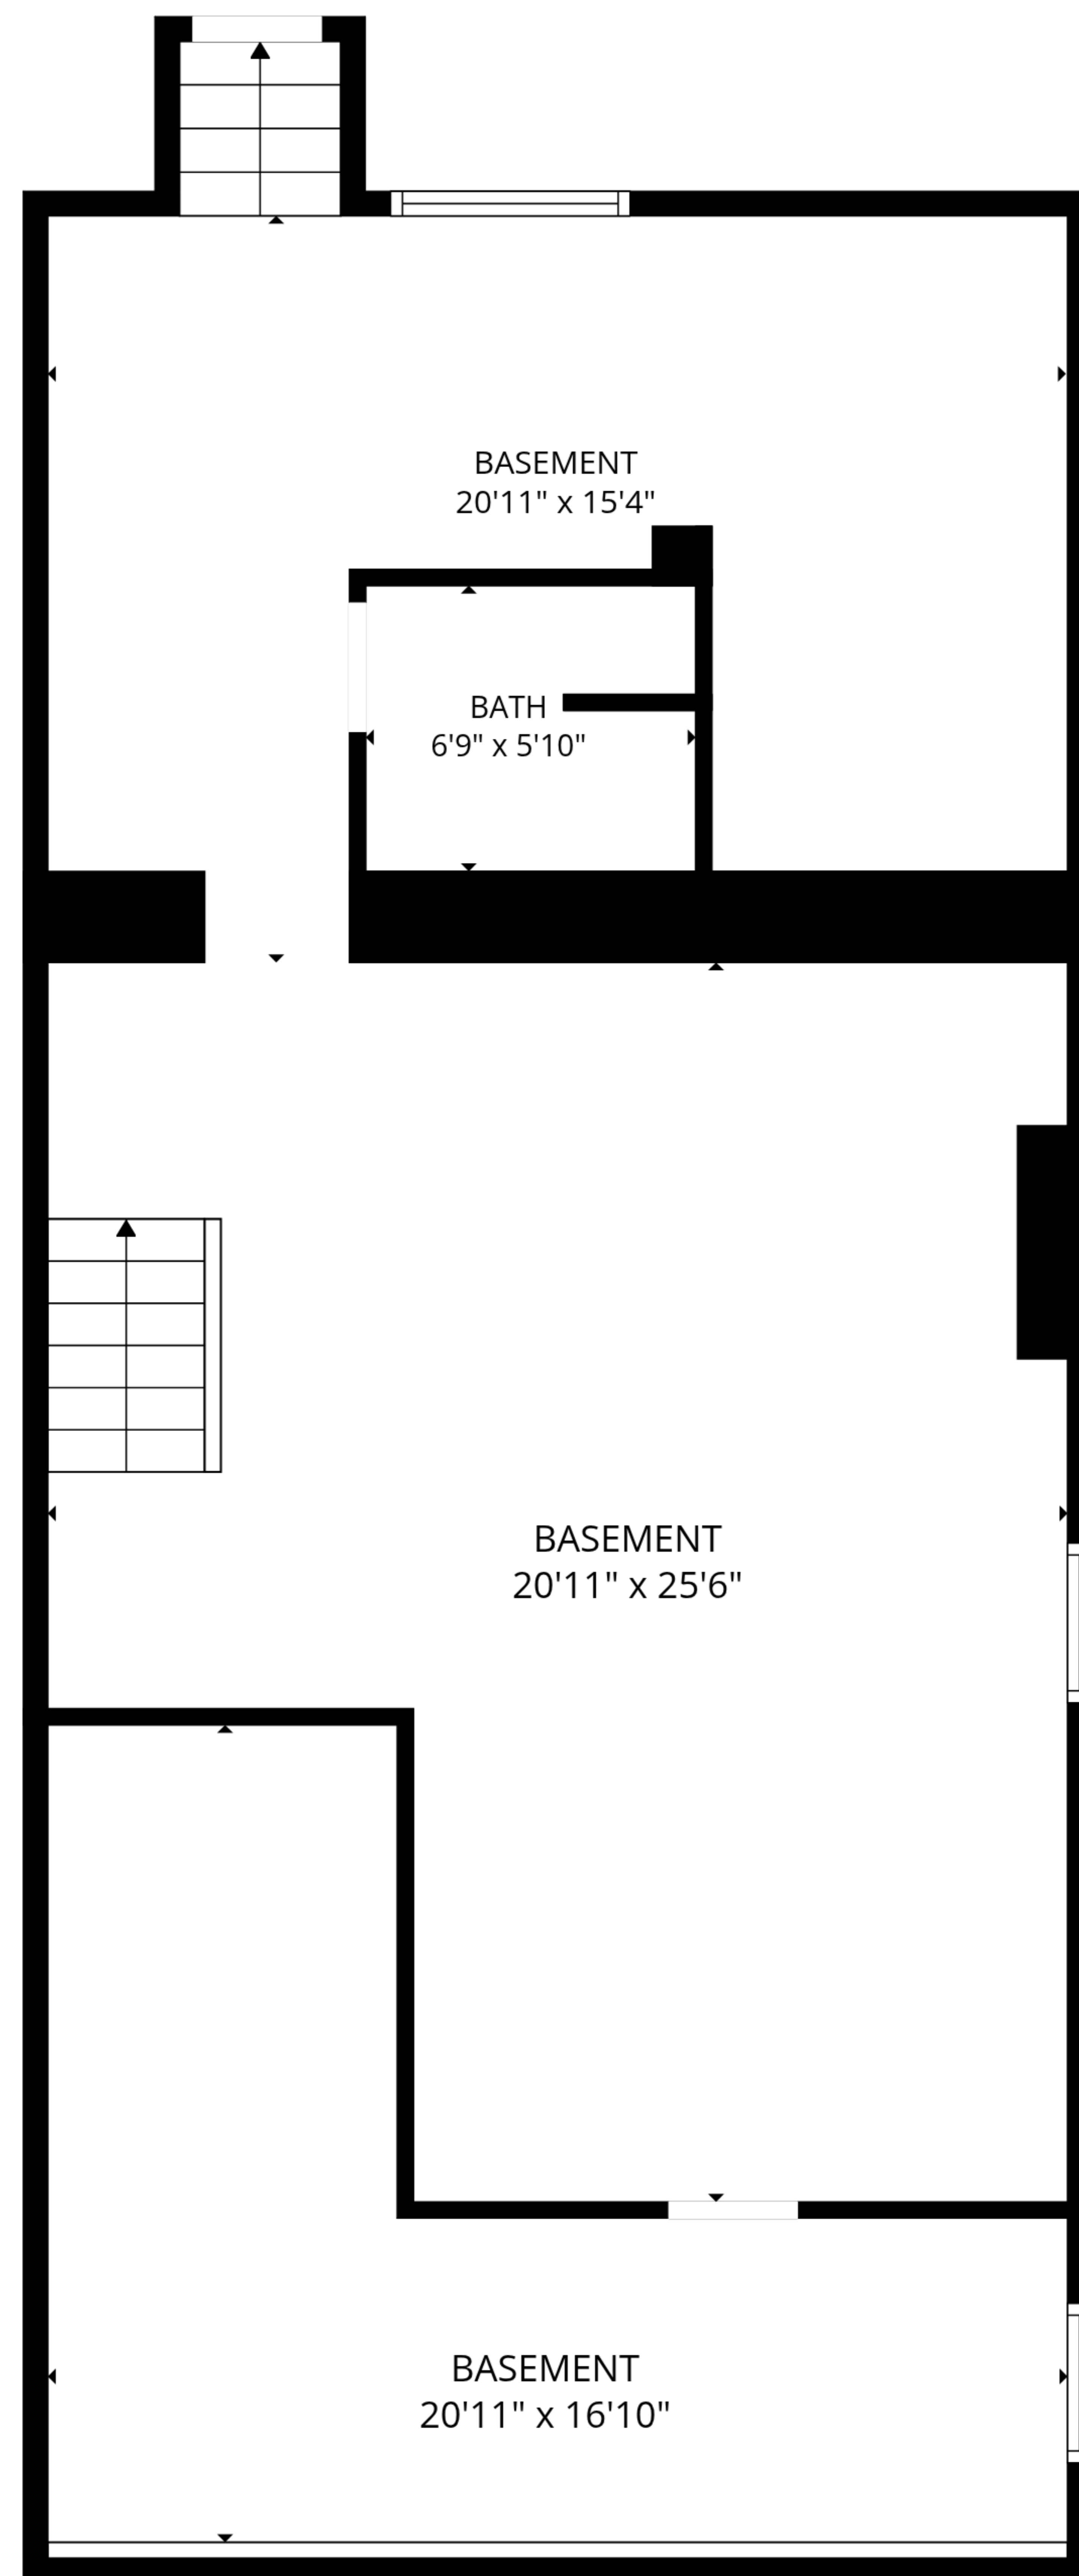 BASEMENT
20'11" x 15'4"
BATH
6'9" x 5'10"
BASEMENT
20'11" x 25'6"
BASEMENT
20'11" x 16'10"